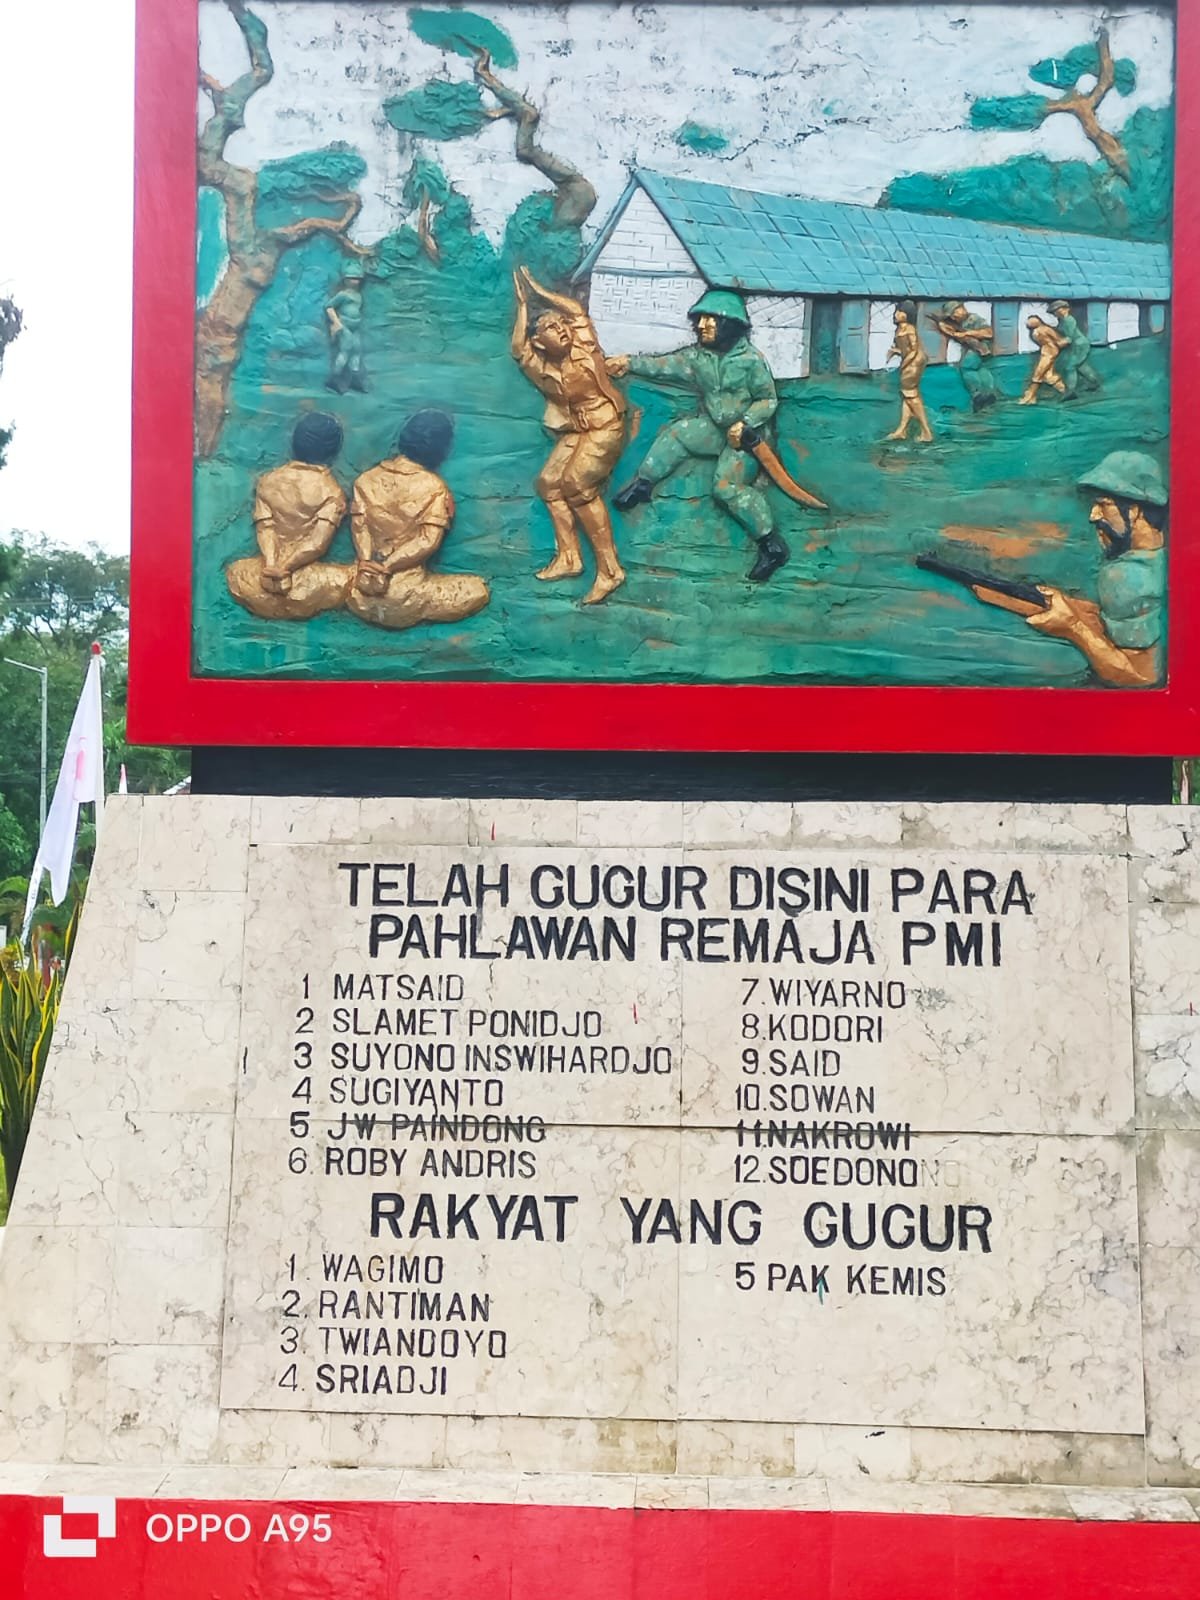 TELAH GUGUR DISINI PARA
PAHLAWAN REMAJA PMI
1 MATSAID
2 SLAMET PONIDJO
3 SUYONO INSWIHARDJO
4 SUGIYANTO
5 JW PAINDONG
6. ROBY ANDRIS
7. WIYARNO
8. KODORI
9. SAID
10. SOWAN
11. NAKROWI
12. SOEDONO
RAKYAT YANG GUGUR
1. WAGIMO
2. RANTIMAN
3. TWIANDOYO
4. SRIADJI
5 PAK KEMIS
OPPO A95